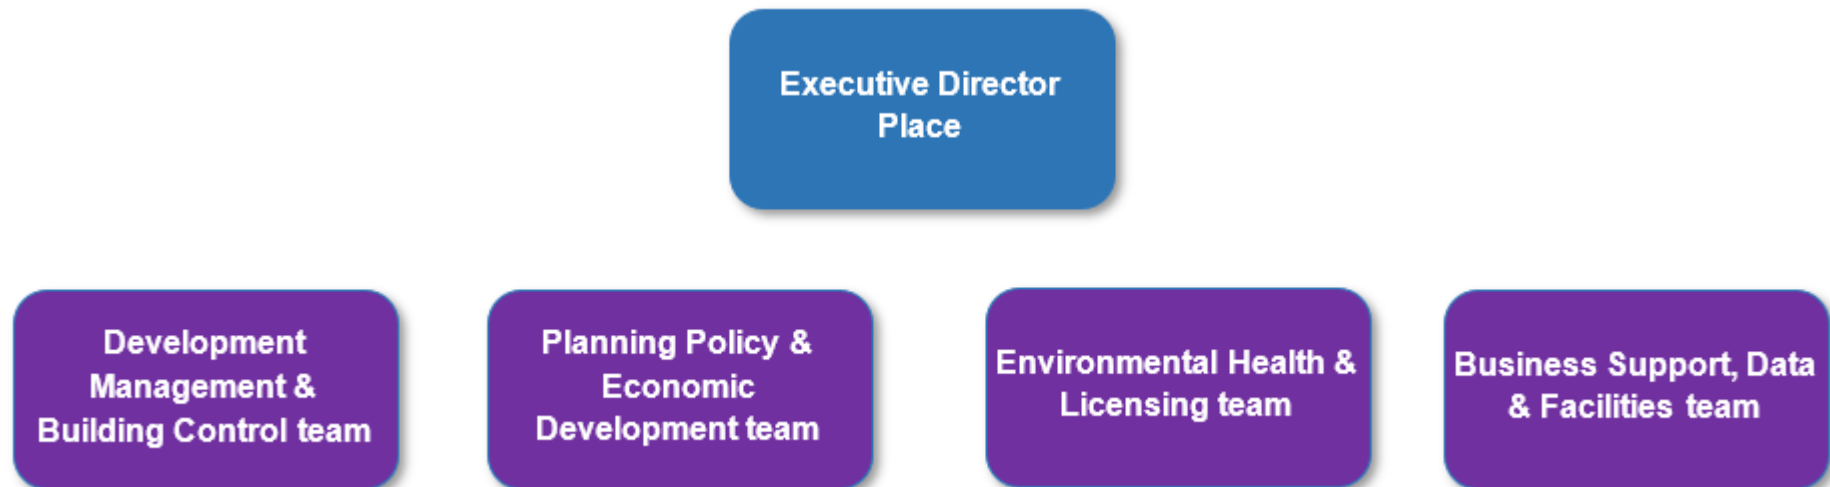 Executive Director
Place
Development
Management &
Building Control team
Planning Policy &
Economic
Development team
Environmental Health &
Licensing team
Business Support, Data
& Facilities team